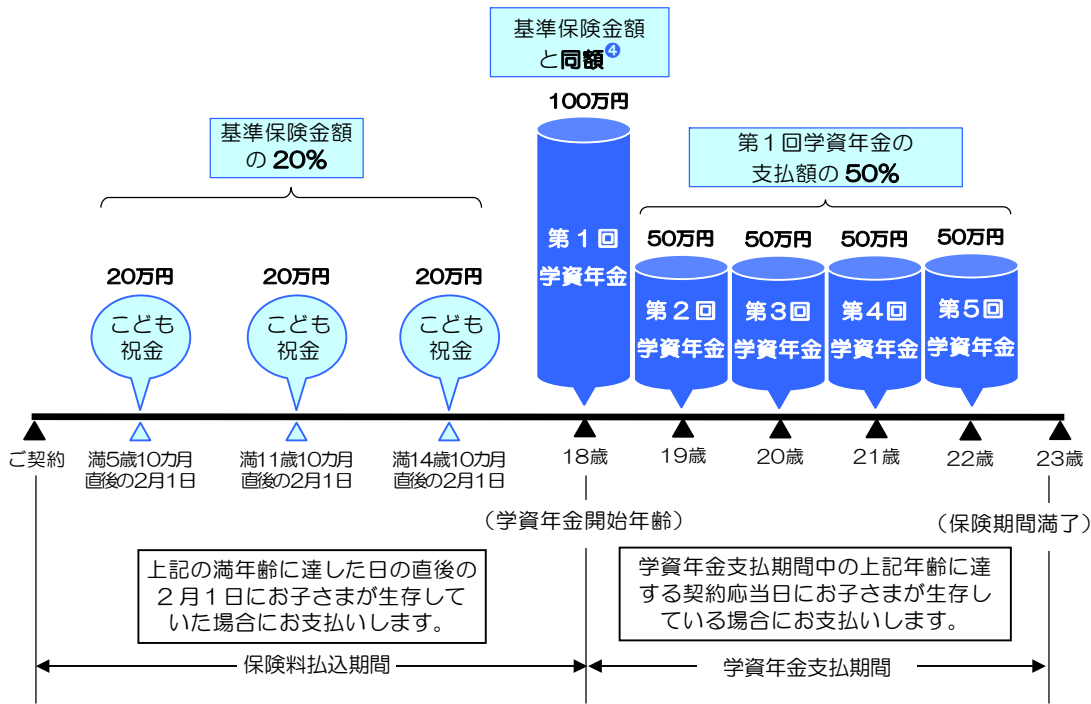 基準保険金額
と同額❹
100万円
基準保険金額
の 20%
第1回学資年金の
支払額の 50%
20万円
こども
祝金
20万円
こども
祝金
20万円
こども
祝金
第1回
学資年金
50万円
第2回
学資年金
50万円
第3回
学資年金
50万円
第4回
学資年金
50万円
第5回
学資年金
ご契約
満5歳10カ月
直後の2月1日
満11歳10カ月
直後の2月1日
満14歳10カ月
直後の2月1日
18歳
19歳
20歳
21歳
22歳
23歳
(学資年金開始年齢)
(保険期間満了)
上記の満年齢に達した日の直後の
2月1日にお子さまが生存して
いた場合にお支払いします。
学資年金支払期間中の上記年齢に達
する契約応当日にお子さまが生存し
ている場合にお支払いします。
保険料払込期間
学資年金支払期間